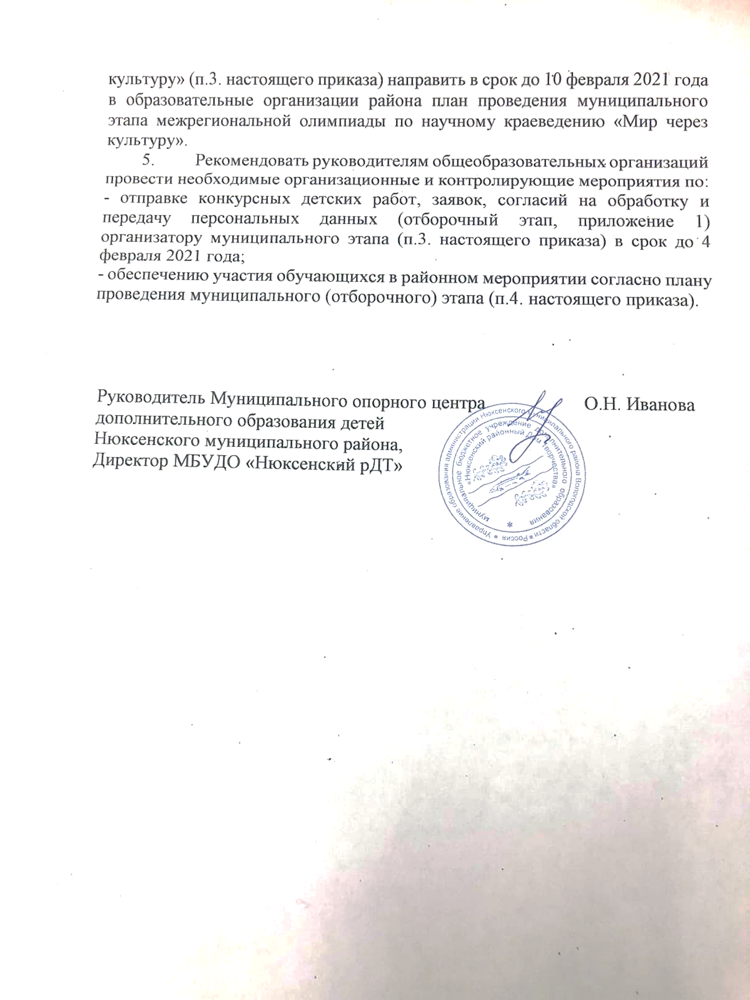 культуру» (п.3. настоящего приказа) направить в срок до 10 февраля 2021 года
в образовательные организации района план проведения муниципального
этапа межрегиональной олимпиады по научному краеведению «Мир через
культуру».
5. Рекомендовать руководителям общеобразовательных организаций
провести необходимые организационные и контролирующие мероприятия по:
- отправке конкурсных детских работ, заявок, согласий на обработку и
передачу персональных данных (отборочный этап, приложение 1)
организатору муниципального этапа (п.3. настоящего приказа) в срок до 4
февраля 2021 года;
- обеспечению участия обучающихся в районном мероприятии согласно плану
проведения муниципального (отборочного) этапа (п.4. настоящего приказа).
Руководитель Муниципального опорного центра О.Н. Иванова
дополнительного образования детей
Нюксенского муниципального района,
Директор МБУДО «Нюксенский рДТ»
* Управление образования администрации Нюксенского муниципального района Вологодской области * Россия
муниципальное бюджетное учреждение дополнительного образования *
«Нюксенский районный Дом творчества»